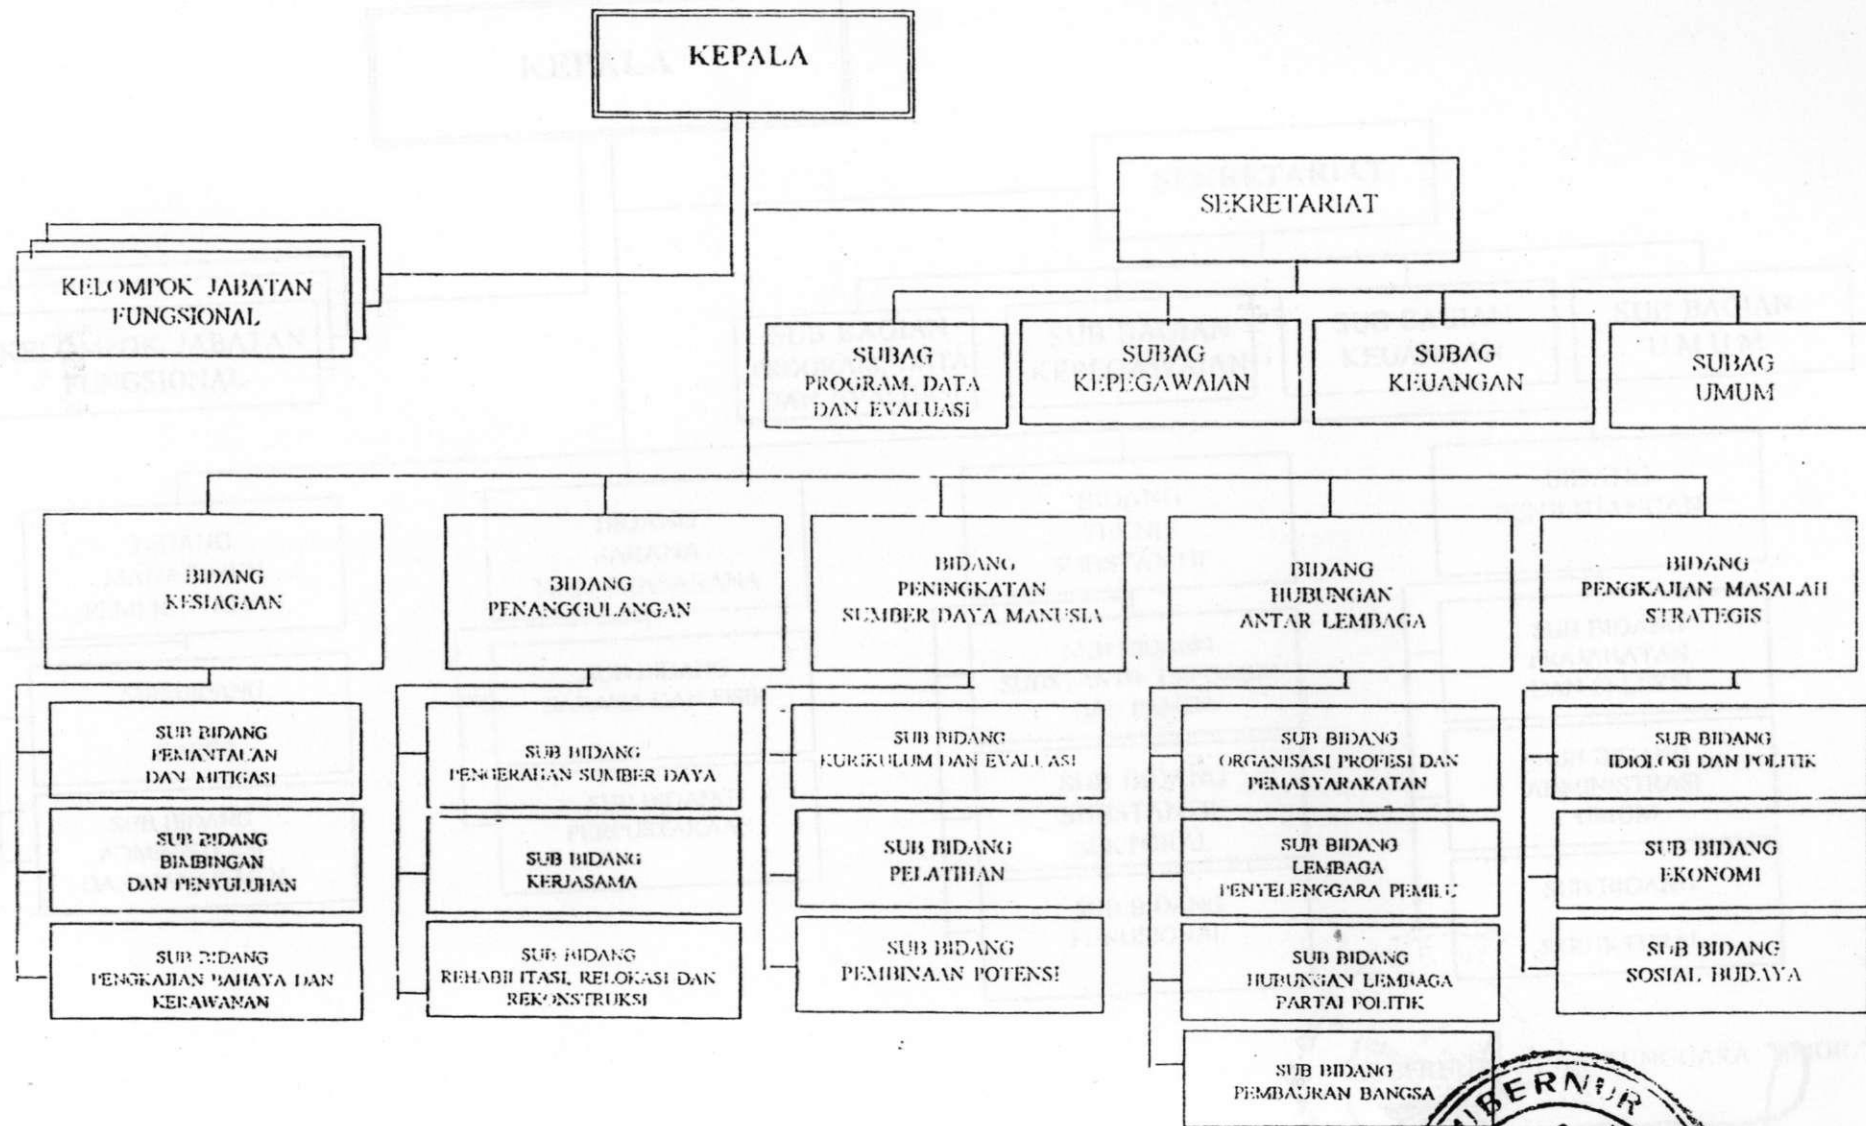 KEPALA
SEKRETARIAT
KELOMPOK JABATAN
FUNGSIONAL
SUBAG
PROGRAM, DATA
DAN EVALUASI
SUBAG
KEPEGAWAIAN
SUBAG
KEUANGAN
SUBAG
UMUM
BIDANG
KESIAGAAN
BIDANG
PENANGGULANGAN
BIDANG
PENINGKATAN
SUMBER DAYA MANUSIA
BIDANG
HUBUNGAN
ANTAR LEMBAGA
BIDANG
PENGKAJIAN MASALAH
STRATEGIS
SUB BIDANG
PEMANTAUAN
DAN MITIGASI
SUB BIDANG
BIMBINGAN
DAN PENYULUHAN
SUB BIDANG
PENGKAJIAN BAHAYA DAN
KERAWANAN
SUB BIDANG
PENGERAHAN SUMBER DAYA
SUB BIDANG
KERJASAMA
SUB BIDANG
REHABILITASI, RELOKASI DAN
REKONSTRUKSI
SUB BIDANG
KURIKULUM DAN EVALUASI
SUB BIDANG
PELATIHAN
SUB BIDANG
PEMBINAAN POTENSI
SUB BIDANG
ORGANISASI PROFESI DAN
PEMASYARAKATAN
SUB BIDANG
LEMBAGA
PENYELENGGARA PEMILU
SUB BIDANG
HUBUNGAN LEMBAGA
PARTAI POLITIK
SUB BIDANG
PEMBAURAN BANGSA
SUB BIDANG
IDIOLOGI DAN POLITIK
SUB BIDANG
EKONOMI
SUB BIDANG
SOSIAL BUDAYA
UBERNUR